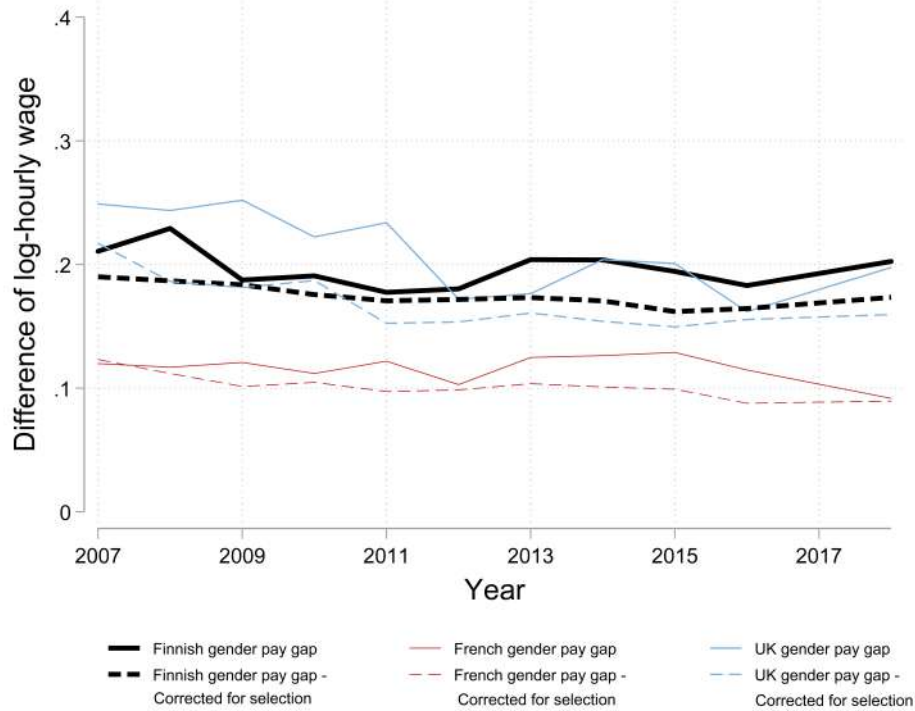 Difference of log-hourly wage
.4
.3
.2
.1
0
2007 2009 2011 2013 2015 2017
Year
Finnish gender pay gap
French gender pay gap
UK gender pay gap
Finnish gender pay gap -
Corrected for selection
French gender pay gap -
Corrected for selection
UK gender pay gap -
Corrected for selection